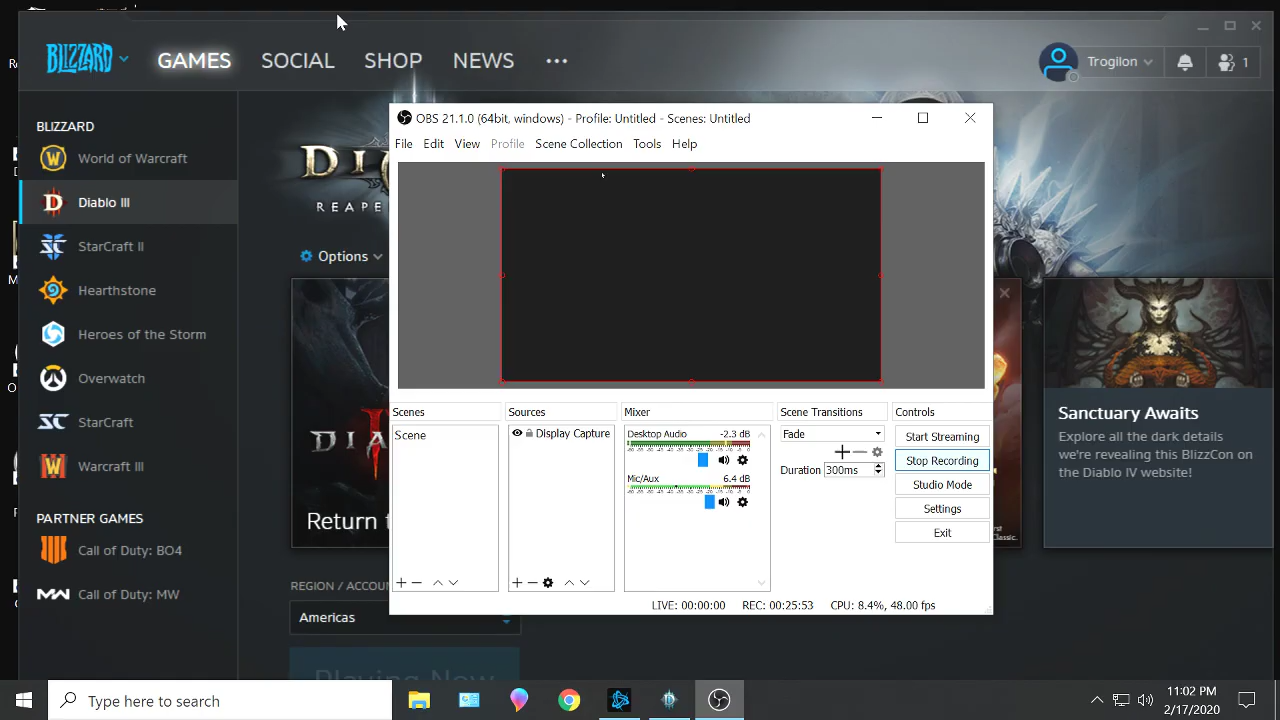 BLIZZARD
GAMES
SOCIAL
SHOP
NEWS
Trogilon
1
BLIZZARD
World of Warcraft
Diablo III
StarCraft II
Hearthstone
Heroes of the Storm
Overwatch
StarCraft
Warcraft III
PARTNER GAMES
Call of Duty: BO4
Call of Duty: MW
REAPE
Options
Return t
REGION / ACCOU
Americas
Playing Now
OBS 21.1.0 (64bit, windows) - Profile: Untitled - Scenes: Untitled
File Edit View Profile Scene Collection Tools Help
Scenes
Scene
Sources
Display Capture
Mixer
Desktop Audio -2.3 dB
Mic/Aux 6.4 dB
Scene Transitions
Fade
Duration 300ms
Controls
Start Streaming
Stop Recording
Studio Mode
Settings
Exit
LIVE: 00:00:00 REC: 00:25:53 CPU: 8.4%, 48.00 fps
Classic.
Sanctuary Awaits
Explore all the dark details
we're revealing this BlizzCon on
the Diablo IV website!
Type here to search
11:02 PM
2/17/2020